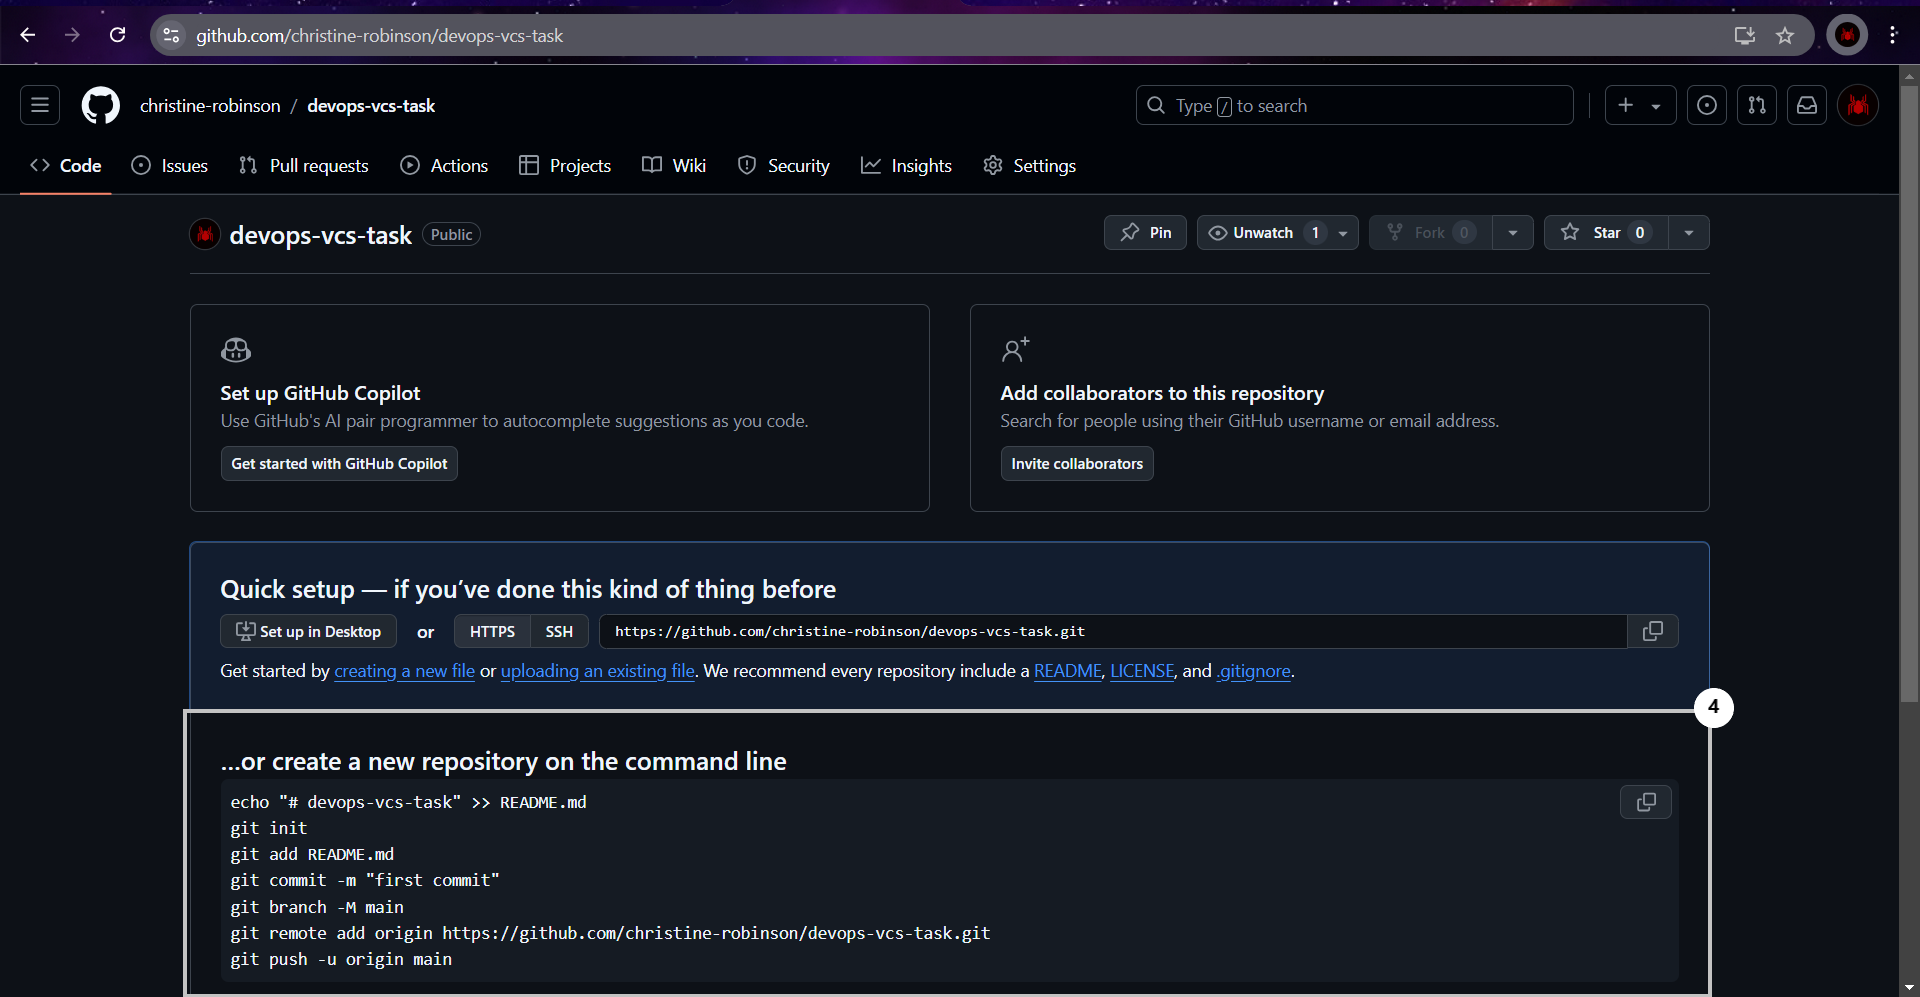 github.com/christine-robinson/devops-vcs-task
christine-robinson / devops-vcs-task
Type / to search
Code
Issues
Pull requests
Actions
Projects
Wiki
Security
Insights
Settings
devops-vcs-task Public
Pin
Unwatch 1
Fork 0
Star 0
Set up GitHub Copilot
Use GitHub's AI pair programmer to autocomplete suggestions as you code.
Get started with GitHub Copilot
Add collaborators to this repository
Search for people using their GitHub username or email address.
Invite collaborators
Quick setup — if you’ve done this kind of thing before
Set up in Desktop or HTTPS SSH https://github.com/christine-robinson/devops-vcs-task.git
Get started by creating a new file or uploading an existing file. We recommend every repository include a README, LICENSE, and .gitignore.
4
…or create a new repository on the command line
echo "# devops-vcs-task" >> README.md
git init
git add README.md
git commit -m "first commit"
git branch -M main
git remote add origin https://github.com/christine-robinson/devops-vcs-task.git
git push -u origin main